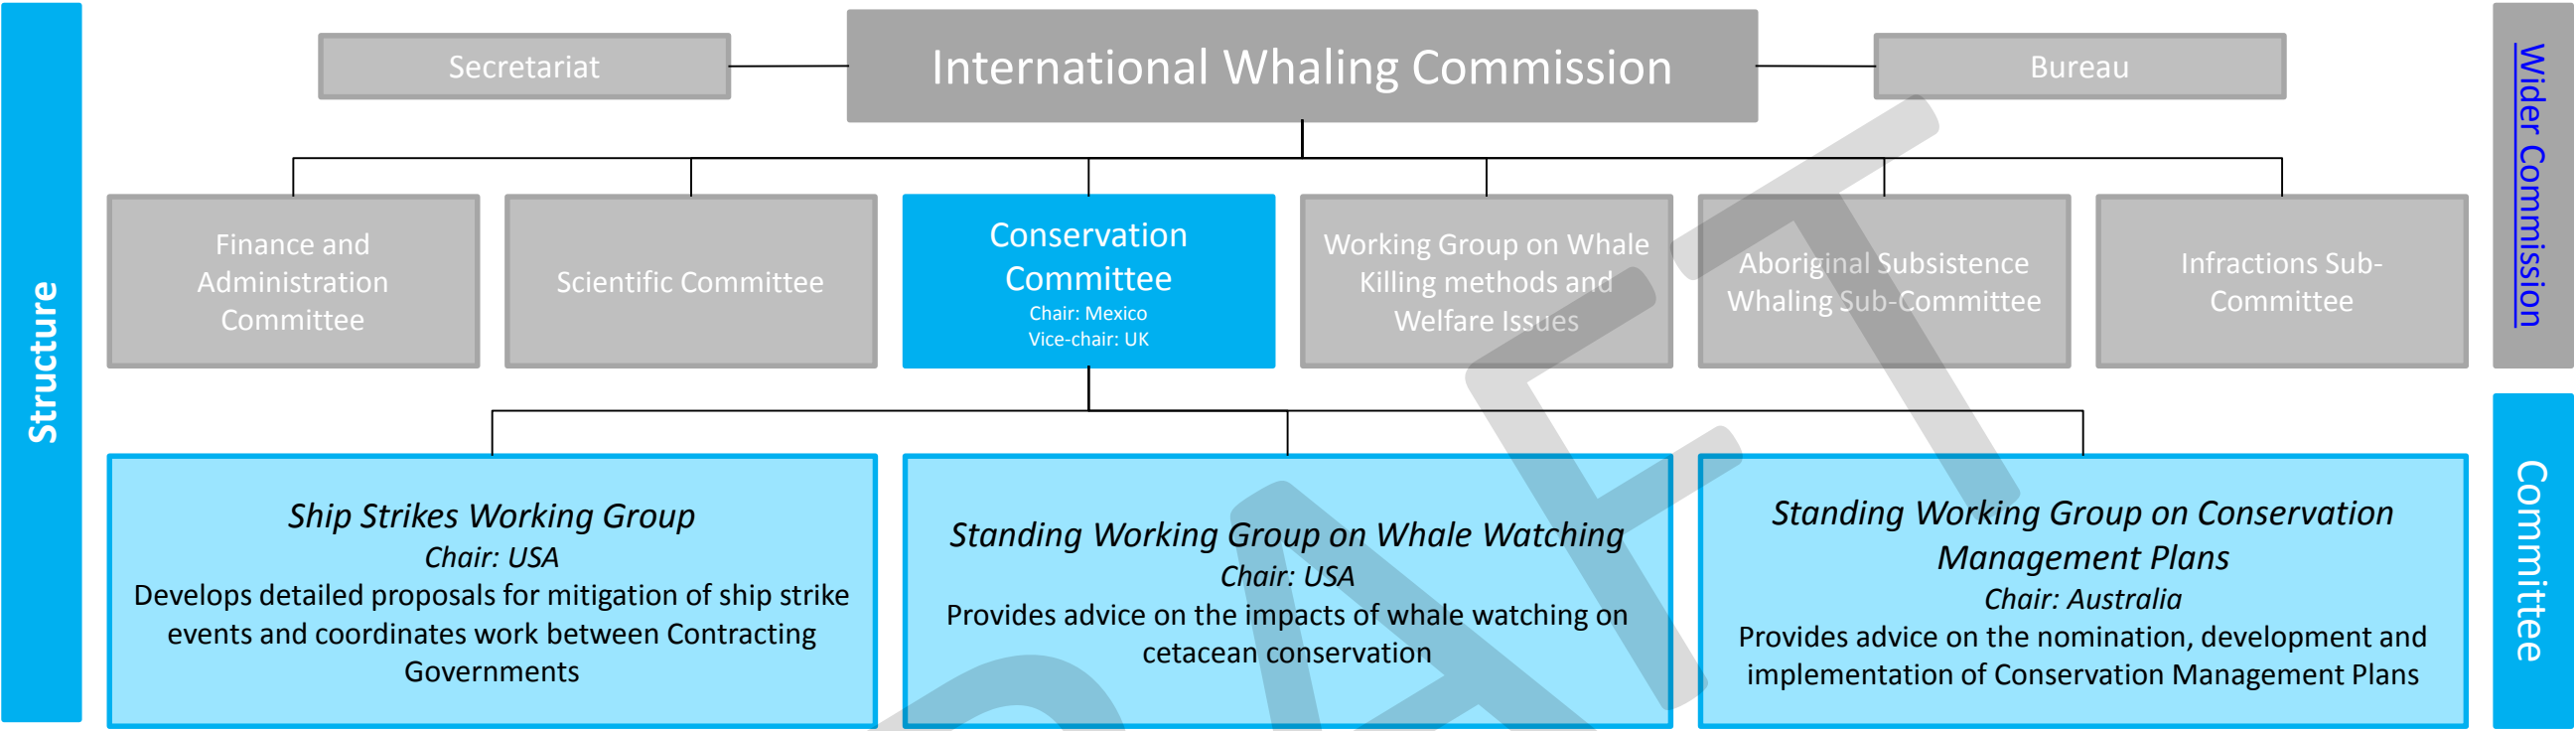 Structure
Secretariat
International Whaling Commission
Bureau
Wider Commission
Finance and
Administration
Committee
Scientific Committee
Conservation
Committee
Chair: Mexico
Vice-chair: UK
Working Group on Whale
Killing methods and
Welfare Issues
Aboriginal Subsistence
Whaling Sub-Committee
Infractions Sub-
Committee
Committee
Ship Strikes Working Group
Chair: USA
Develops detailed proposals for mitigation of ship strike
events and coordinates work between Contracting
Governments
Standing Working Group on Whale Watching
Chair: USA
Provides advice on the impacts of whale watching on
cetacean conservation
Standing Working Group on Conservation
Management Plans
Chair: Australia
Provides advice on the nomination, development and
implementation of Conservation Management Plans